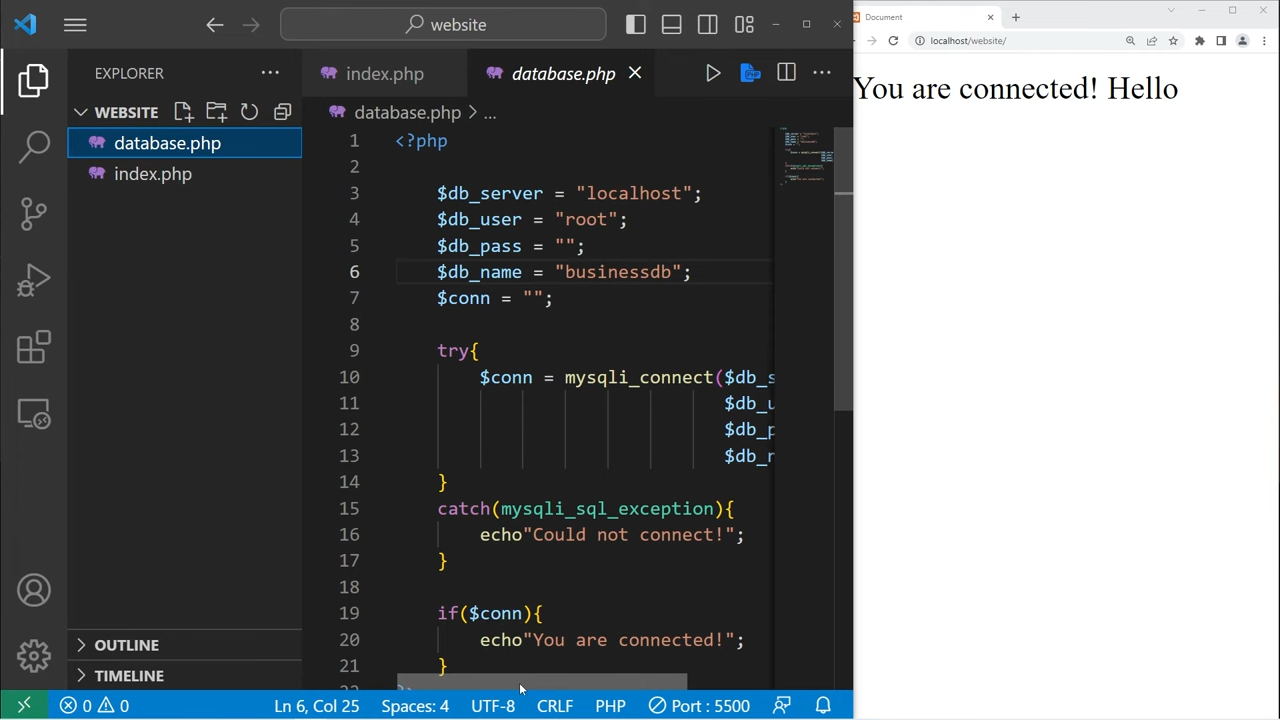 website
EXPLORER
WEBSITE
database.php
index.php
OUTLINE
TIMELINE
index.php
database.php
database.php > ...
1 <?php
2
3 $db_server = "localhost";
4 $db_user = "root";
5 $db_pass = "";
6 $db_name = "businessdb";
7 $conn = "";
8
9 try{
10 $conn = mysqli_connect($db_s
11 $db_u
12 $db_p
13 $db_n
14 }
15 catch(mysqli_sql_exception){
16 echo"Could not connect!";
17 }
18
19 if($conn){
20 echo"You are connected!";
21 }
0 0
Ln 6, Col 25
Spaces: 4
UTF-8
CRLF
PHP
Port : 5500
Document
localhost/website/
You are connected! Hello